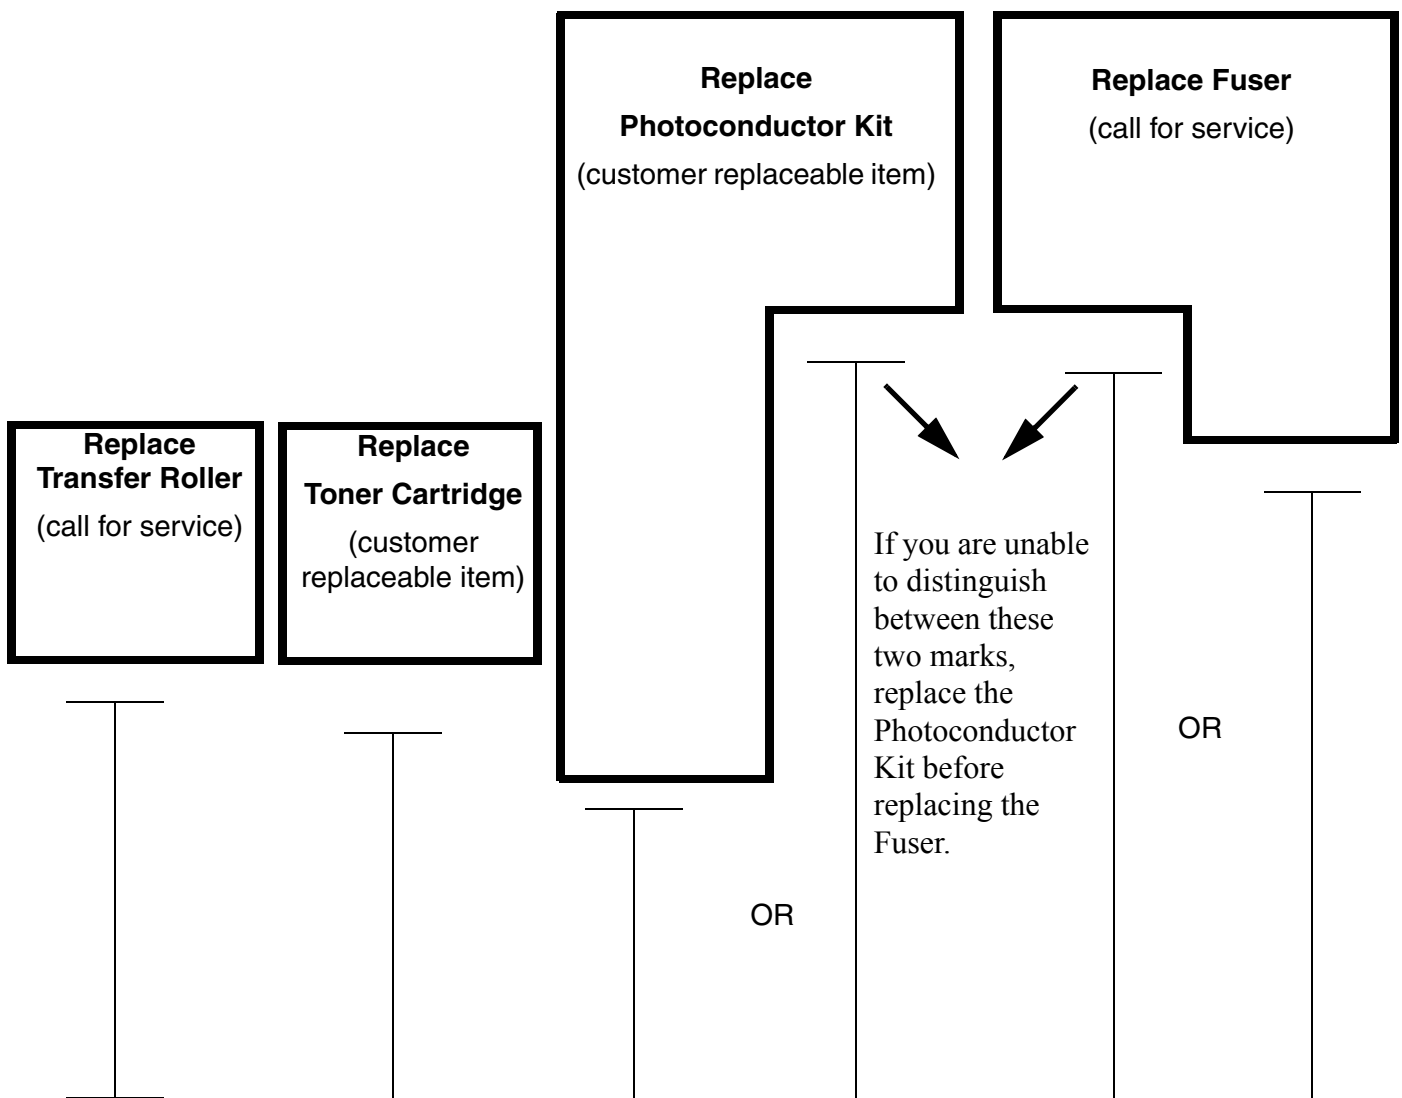 Replace
Photoconductor Kit
(customer replaceable item)
Replace Fuser
(call for service)
Replace
Transfer Roller
(call for service)
Replace
Toner Cartridge
(customer
replaceable item)
If you are unable
to distinguish
between these
two marks,
replace the
Photoconductor
Kit before
replacing the
Fuser.
OR
OR